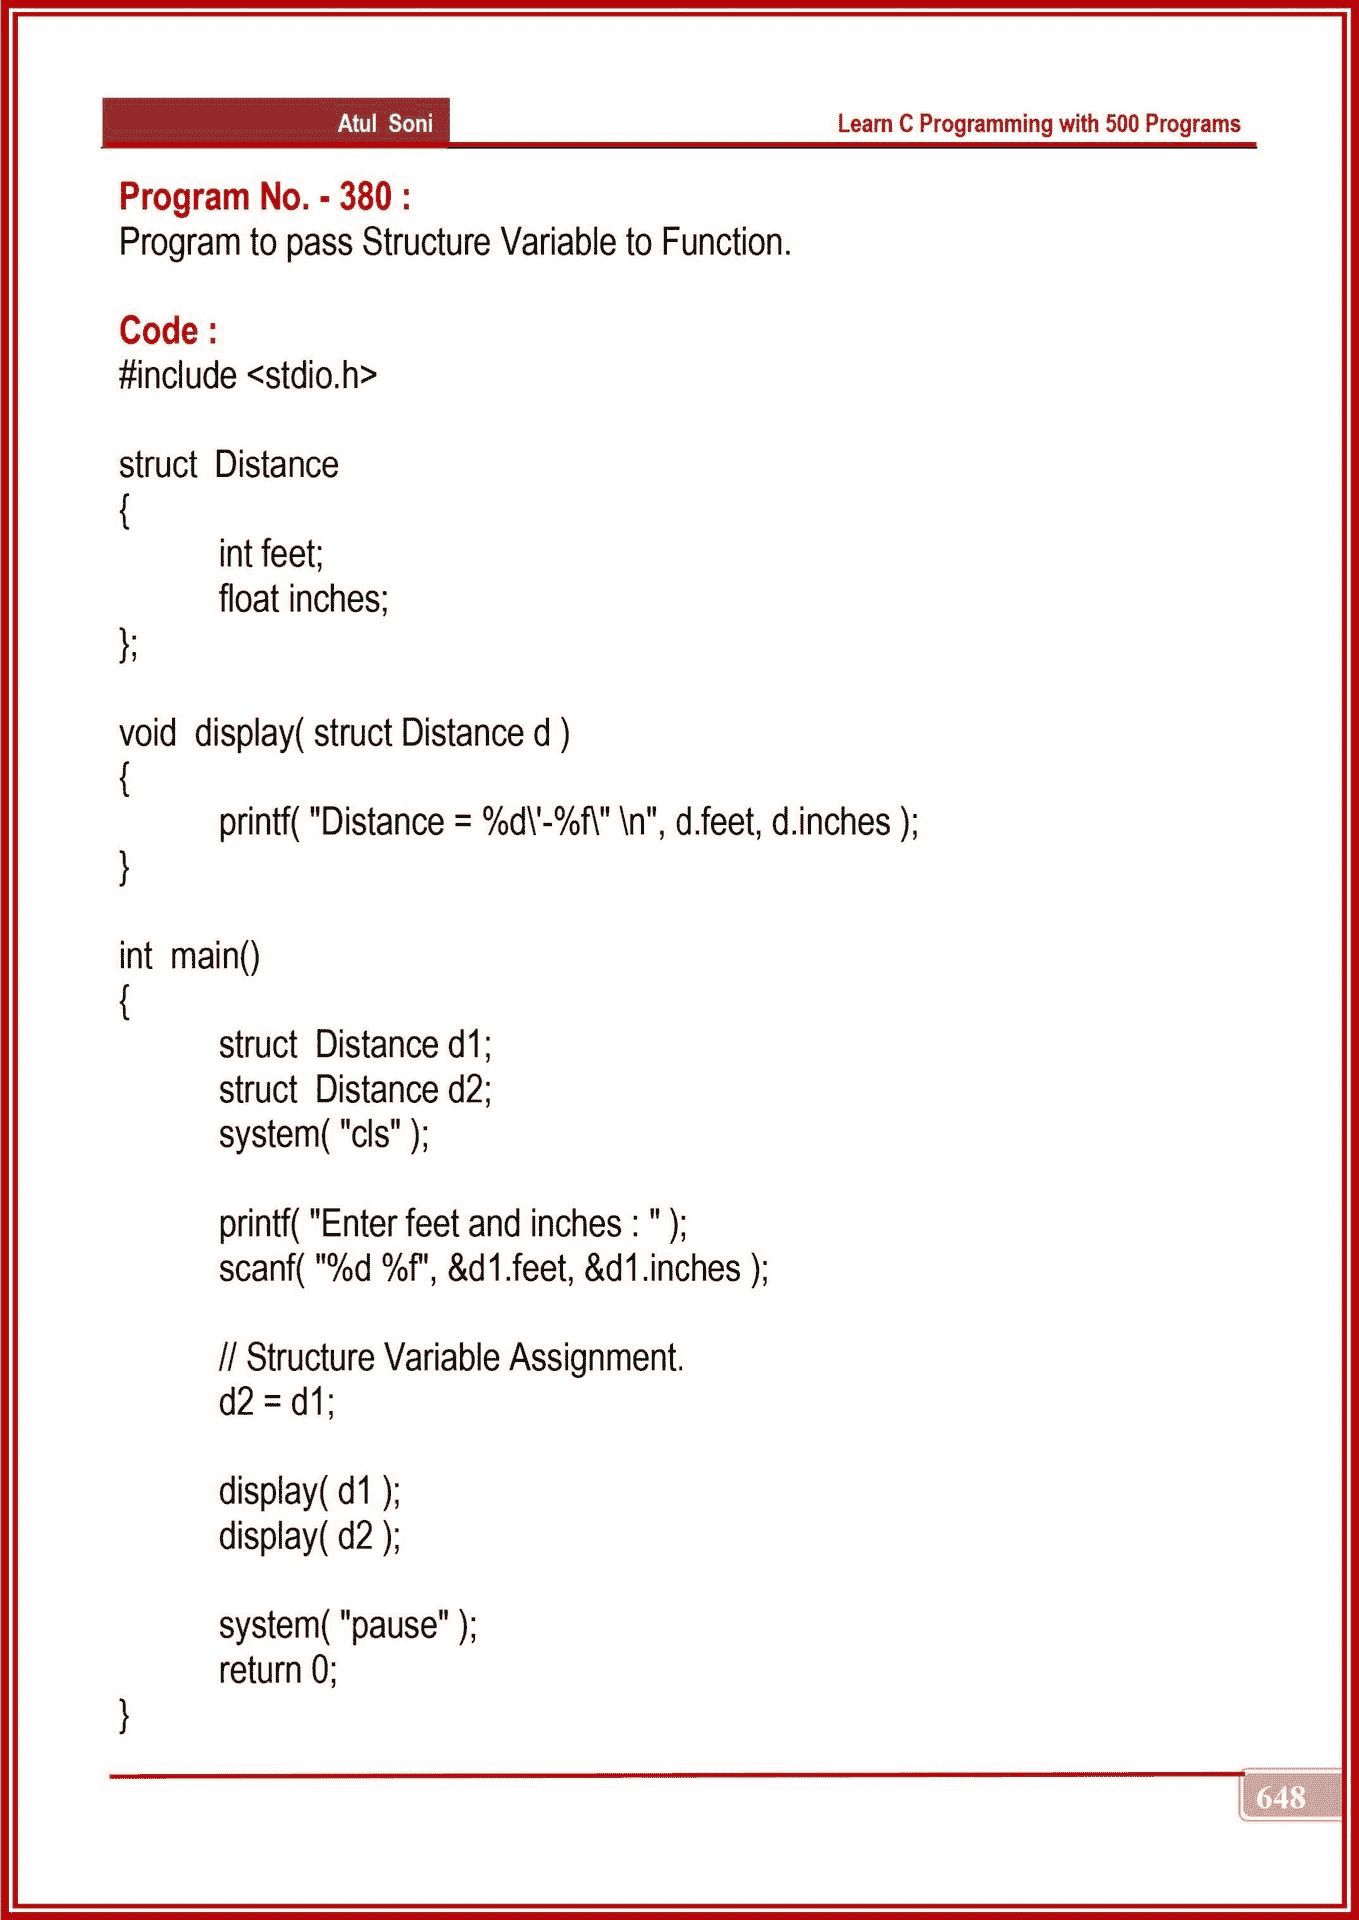 Atul Soni
Learn C Programming with 500 Programs
Program No. - 380 :
Program to pass Structure Variable to Function.
Code :
#include <stdio.h>
struct Distance
{
int feet;
float inches;
};
void display( struct Distance d )
{
printf( "Distance = %d\'-%f\" \n", d.feet, d.inches );
}
int main()
{
struct Distance d1;
struct Distance d2;
system( "cls" );
printf( "Enter feet and inches : " );
scanf( "%d %f", &d1.feet, &d1.inches );
// Structure Variable Assignment.
d2 = d1;
display( d1 );
display( d2 );
system( "pause" );
return 0;
}
648